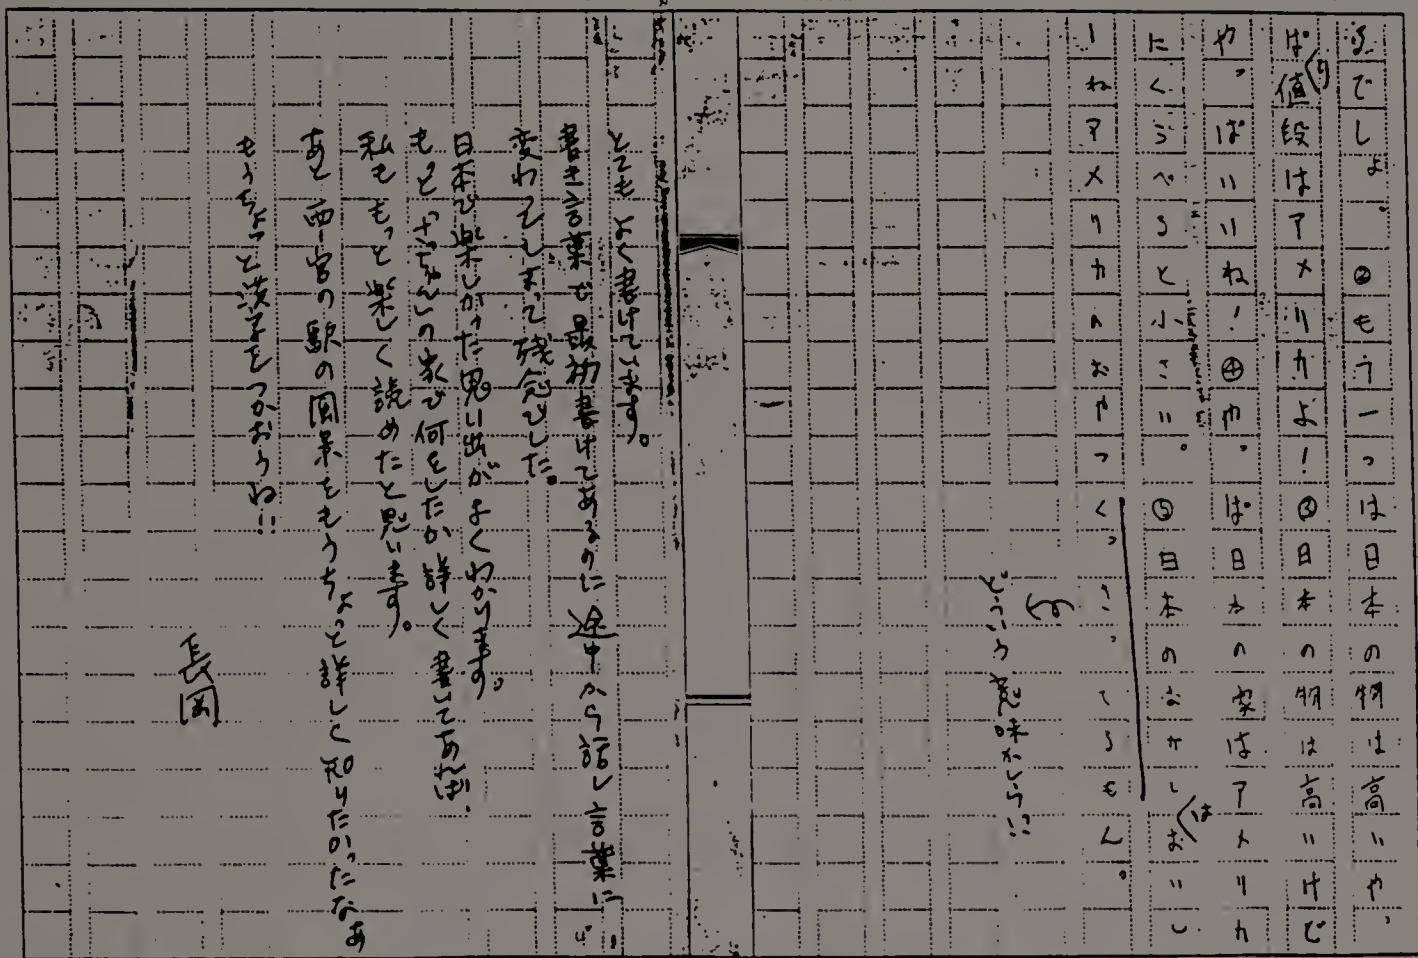 るでしょ。②もう一つは日本の物は高いや、
ぱ値段はアメリカよ！③日本の物は高いけど
り
や、ぱいいね！④や、ぱ日本の家はアメリカ
にくらべると小さい。⑤日本のおかしおいし
は
ーねアメリカのおやつくっさってるもん。
どういう意味かしら!!
とてもよく書けています。
書き言葉で最初書けてあるのに途中から話し言葉に
変わってしまって残念でした。
日本で楽しかった思い出がよくわかります。
もっと の家で何をしたか詳しく書いてあれば、
私ももっと楽しく読めたと思います。
あと西宮の駅の をもうちょっと詳しく知りたかったなあ
もうちょっと漢字をつかおうね!!
長岡